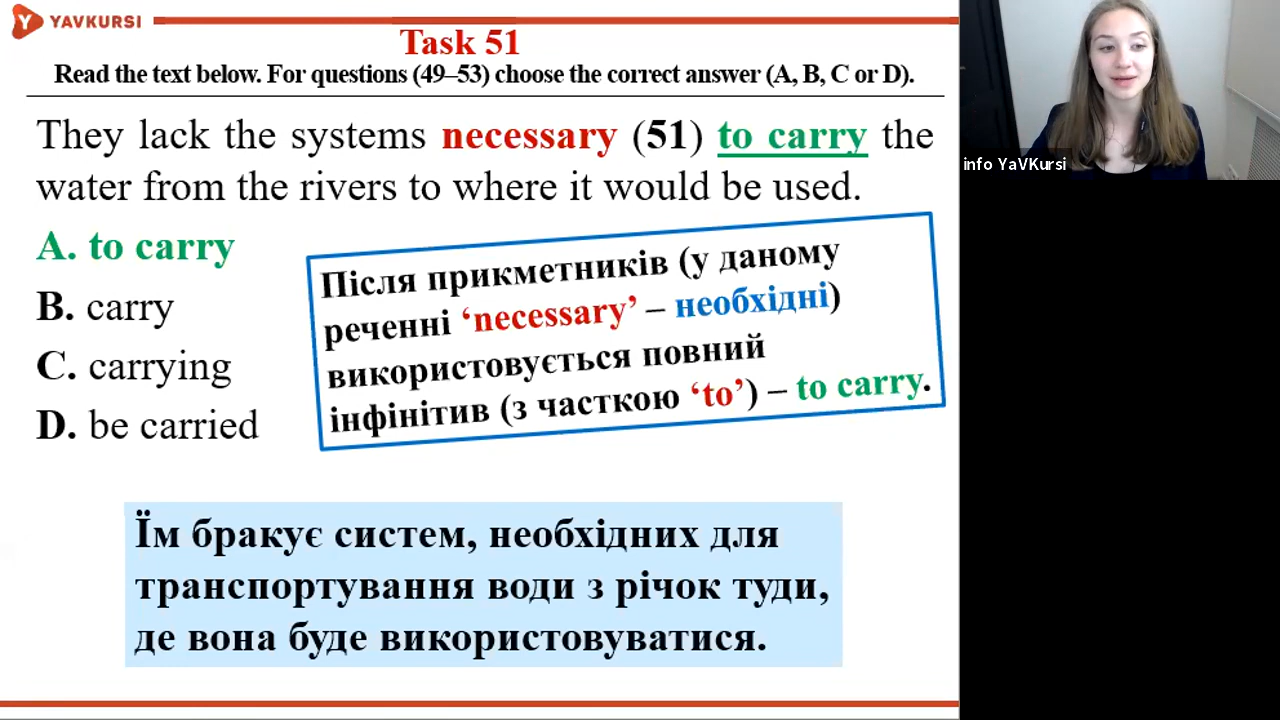 YAVKURSI
Task 51
Read the text below. For questions (49–53) choose the correct answer (A, B, C or D).
They lack the systems necessary (51) to carry the
water from the rivers to where it would be used.
A. to carry
B. carry
C. carrying
D. be carried
Після прикметників (у даному
реченні ‘necessary’ – необхідні)
використовується повний
інфінітив (з часткою ‘to’) – to carry.
Їм бракує систем, необхідних для
транспортування води з річок туди,
де вона буде використовуватися.
info YaVKursi